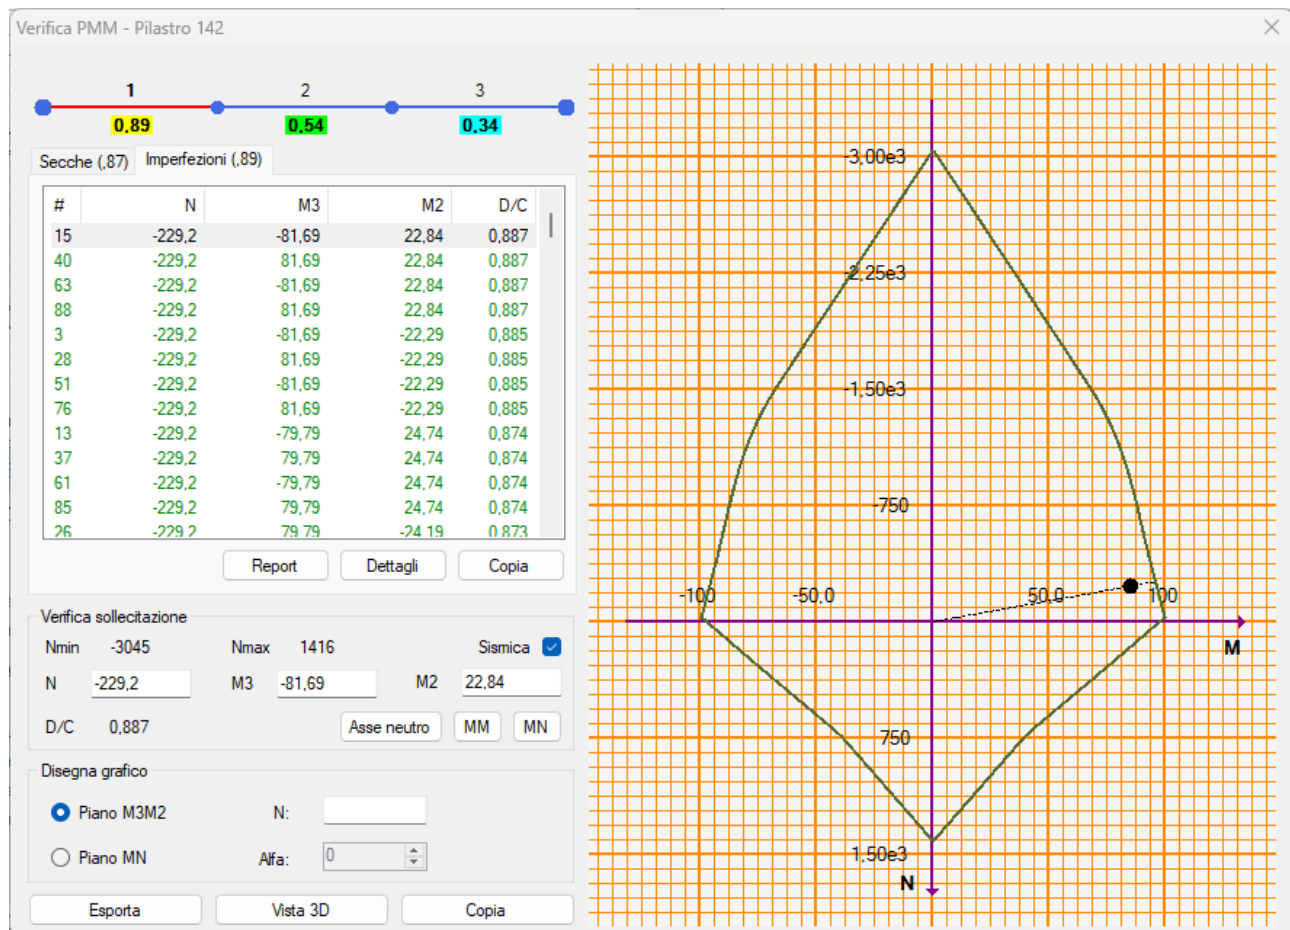 Verifica PMM - Pilastro 142
1 2 3
0,89 0,54 0,34
Secche (,87) Imperfezioni (,89)
# N M3 M2 D/C
15 -229,2 -81,69 22,84 0,887
40 -229,2 81,69 22,84 0,887
63 -229,2 -81,69 22,84 0,887
88 -229,2 81,69 22,84 0,887
3 -229,2 -81,69 -22,29 0,885
28 -229,2 81,69 -22,29 0,885
51 -229,2 -81,69 -22,29 0,885
76 -229,2 81,69 -22,29 0,885
13 -229,2 -79,79 24,74 0,874
37 -229,2 79,79 24,74 0,874
61 -229,2 -79,79 24,74 0,874
85 -229,2 79,79 24,74 0,874
26 -229,2 79,79 -24,19 0,873
Report Dettagli Copia
Verifica sollecitazione
Nmin -3045 Nmax 1416 Sismica
N -229,2 M3 -81,69 M2 22,84
D/C 0,887 Asse neutro MM MN
Disegna grafico
Piano M3M2 N:
Piano MN Alfa: 0
Esporta Vista 3D Copia
-3,00e3
-2,25e3
-1,50e3
-750
-100 -50,0 50,0 100
M
750
1,50e3
N